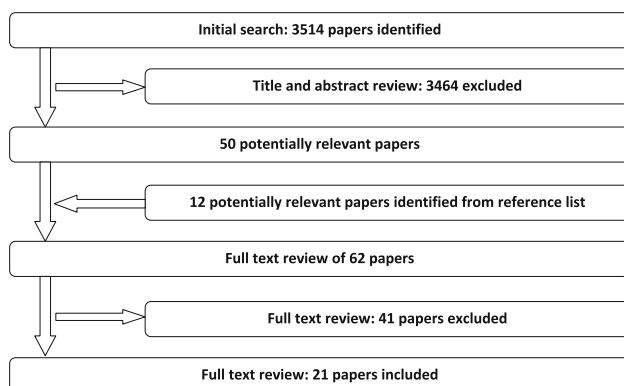 Initial search: 3514 papers identified
Title and abstract review: 3464 excluded
50 potentially relevant papers
12 potentially relevant papers identified from reference list
Full text review of 62 papers
Full text review: 41 papers excluded
Full text review: 21 papers included